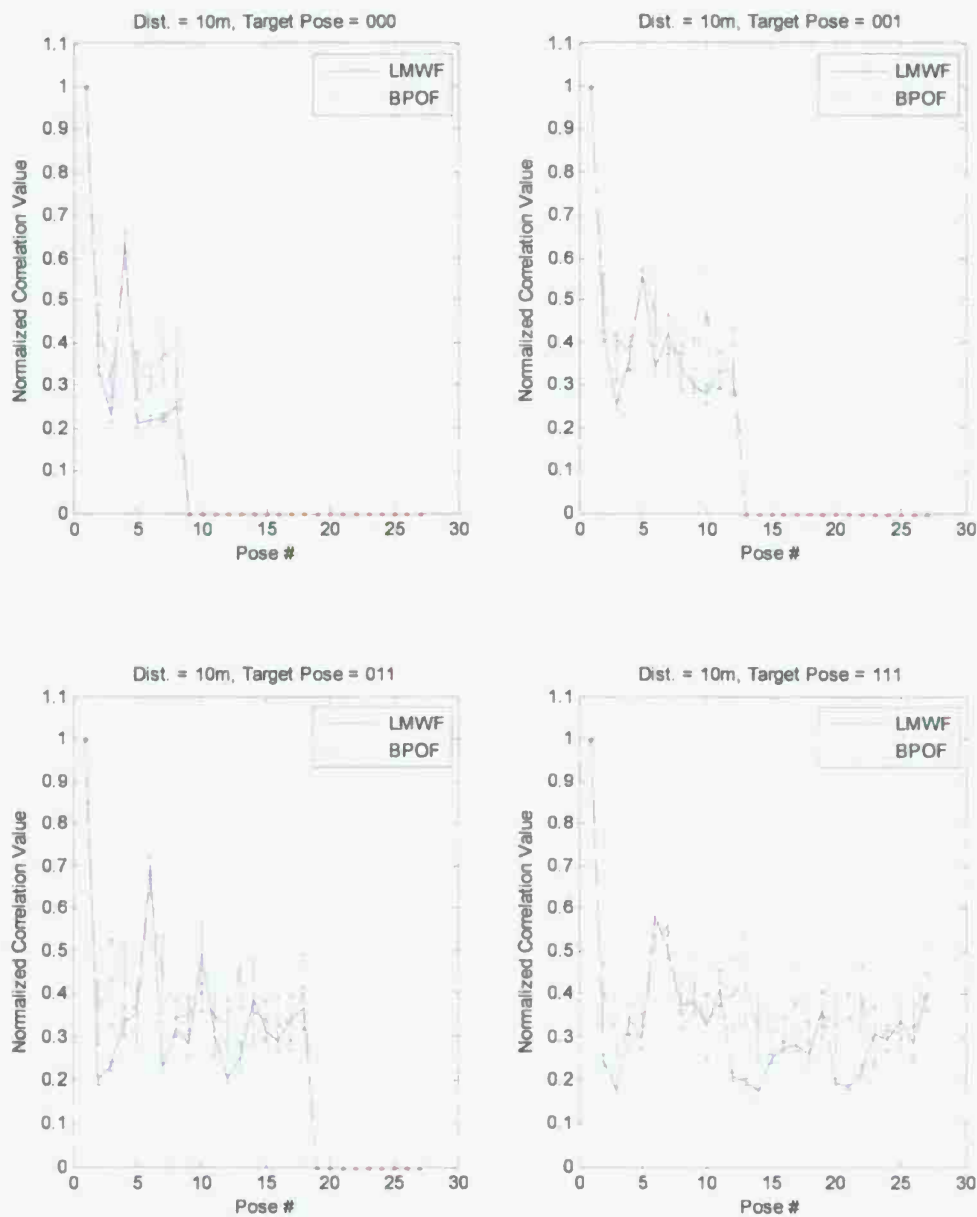 Dist. = 10m, Target Pose = 000
1.1
1
0.9
0.8
0.7
0.6
0.5
0.4
0.3
0.2
0.1
0
Normalized Correlation Value
LMWF
BPOF
0 5 10 15 20 25 30
Pose #
Dist. = 10m, Target Pose = 001
1.1
1
0.9
0.8
0.7
0.6
0.5
0.4
0.3
0.2
0.1
0
Normalized Correlation Value
LMWF
BPOF
0 5 10 15 20 25 30
Pose #
Dist. = 10m, Target Pose = 011
1.1
1
0.9
0.8
0.7
0.6
0.5
0.4
0.3
0.2
0.1
0
Normalized Correlation Value
LMWF
BPOF
0 5 10 15 20 25 30
Pose #
Dist. = 10m, Target Pose = 111
1.1
1
0.9
0.8
0.7
0.6
0.5
0.4
0.3
0.2
0.1
0
Normalized Correlation Value
LMWF
BPOF
0 5 10 15 20 25 30
Pose #